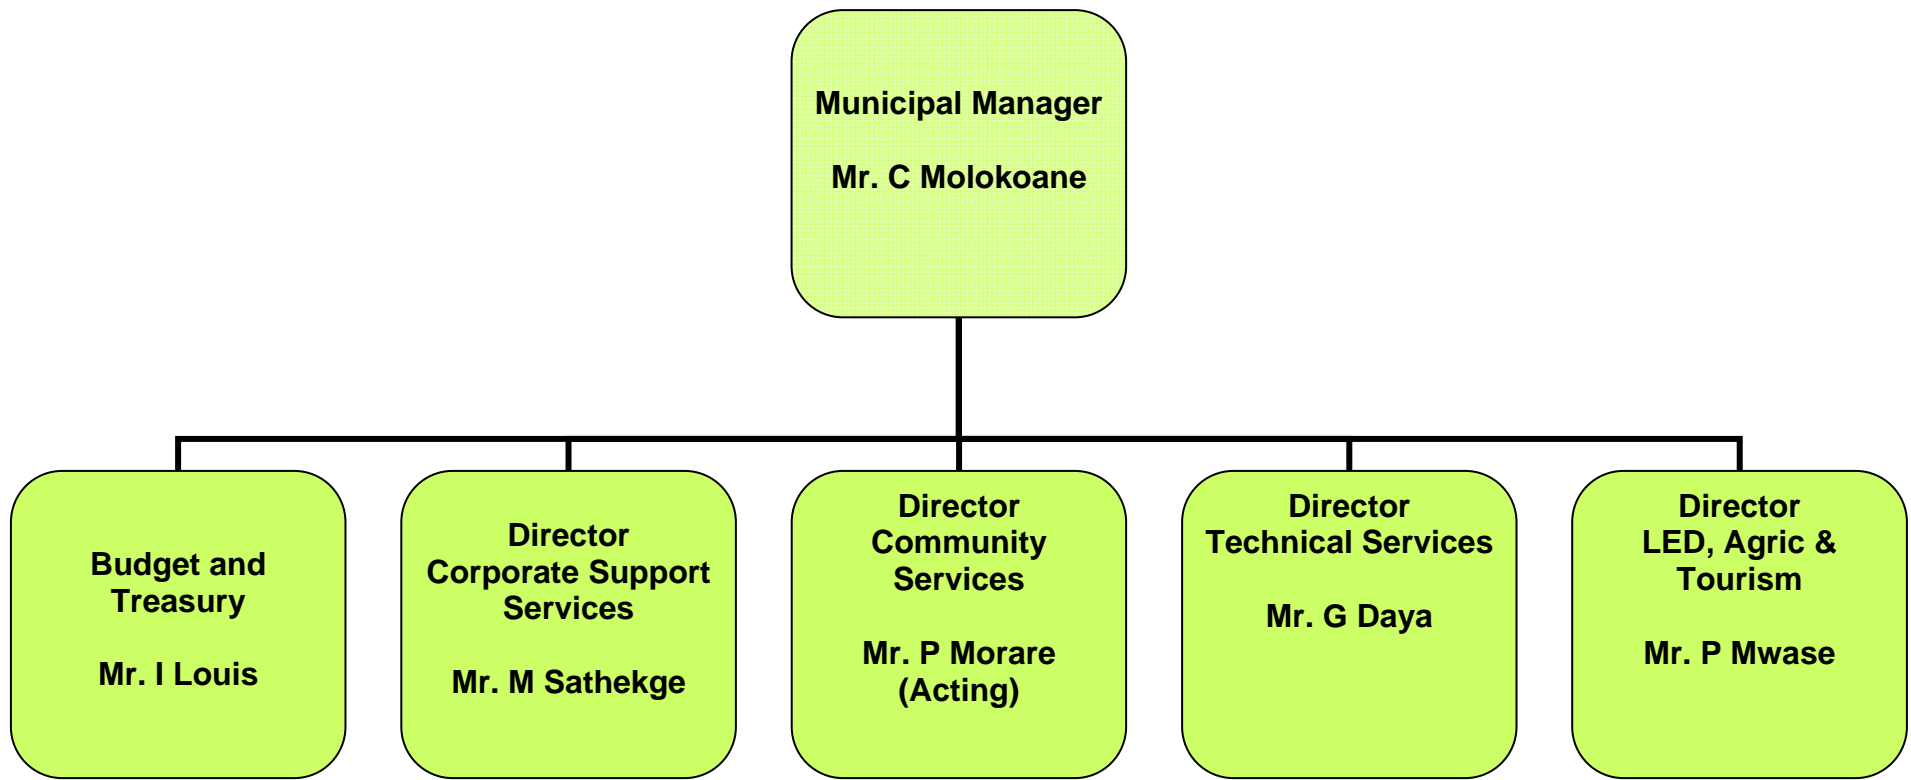 Municipal Manager
Mr. C Molokoane
Budget and
Treasury
Mr. I Louis
Director
Corporate Support
Services
Mr. M Sathekge
Director
Community
Services
Mr. P Morare
(Acting)
Director
Technical Services
Mr. G Daya
Director
LED, Agric &
Tourism
Mr. P Mwase